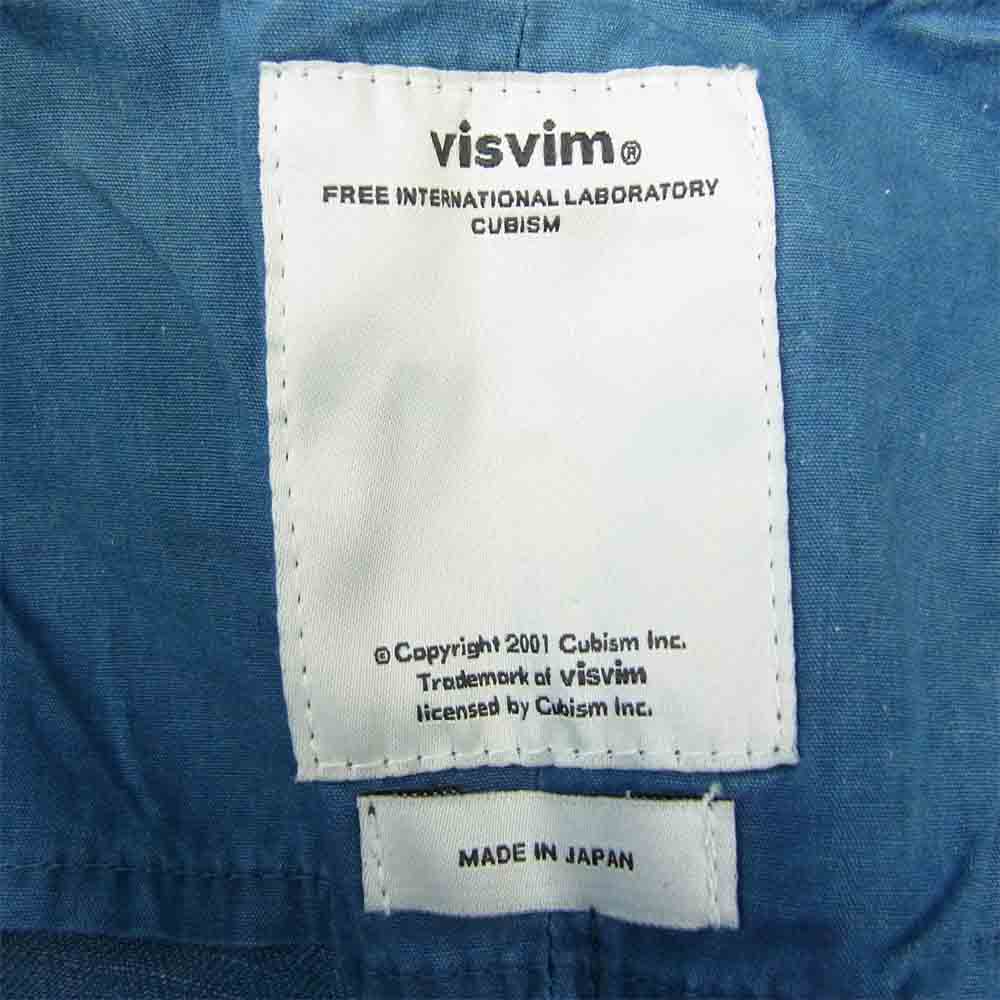 visvim®
FREE INTERNATIONAL LABORATORY
CUBISM
© Copyright 2001 Cubism Inc.
Trademark of visvim
licensed by Cubism Inc.
MADE IN JAPAN